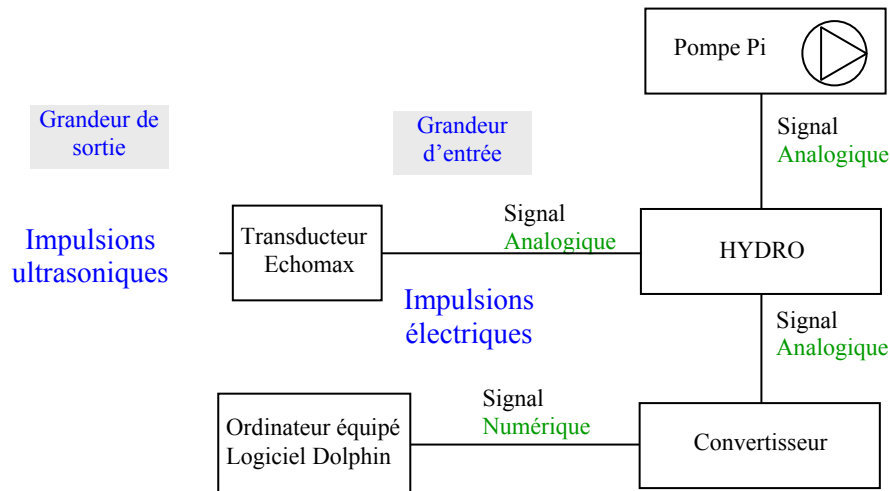 Pompe Pi
Grandeur de
sortie
Grandeur
d’entrée
Signal
Analogique
Impulsions
ultrasoniques
Transducteur
Echomax
Signal
Analogique
HYDRO
Impulsions
électriques
Signal
Analogique
Ordinateur équipé
Logiciel Dolphin
Signal
Numérique
Convertisseur